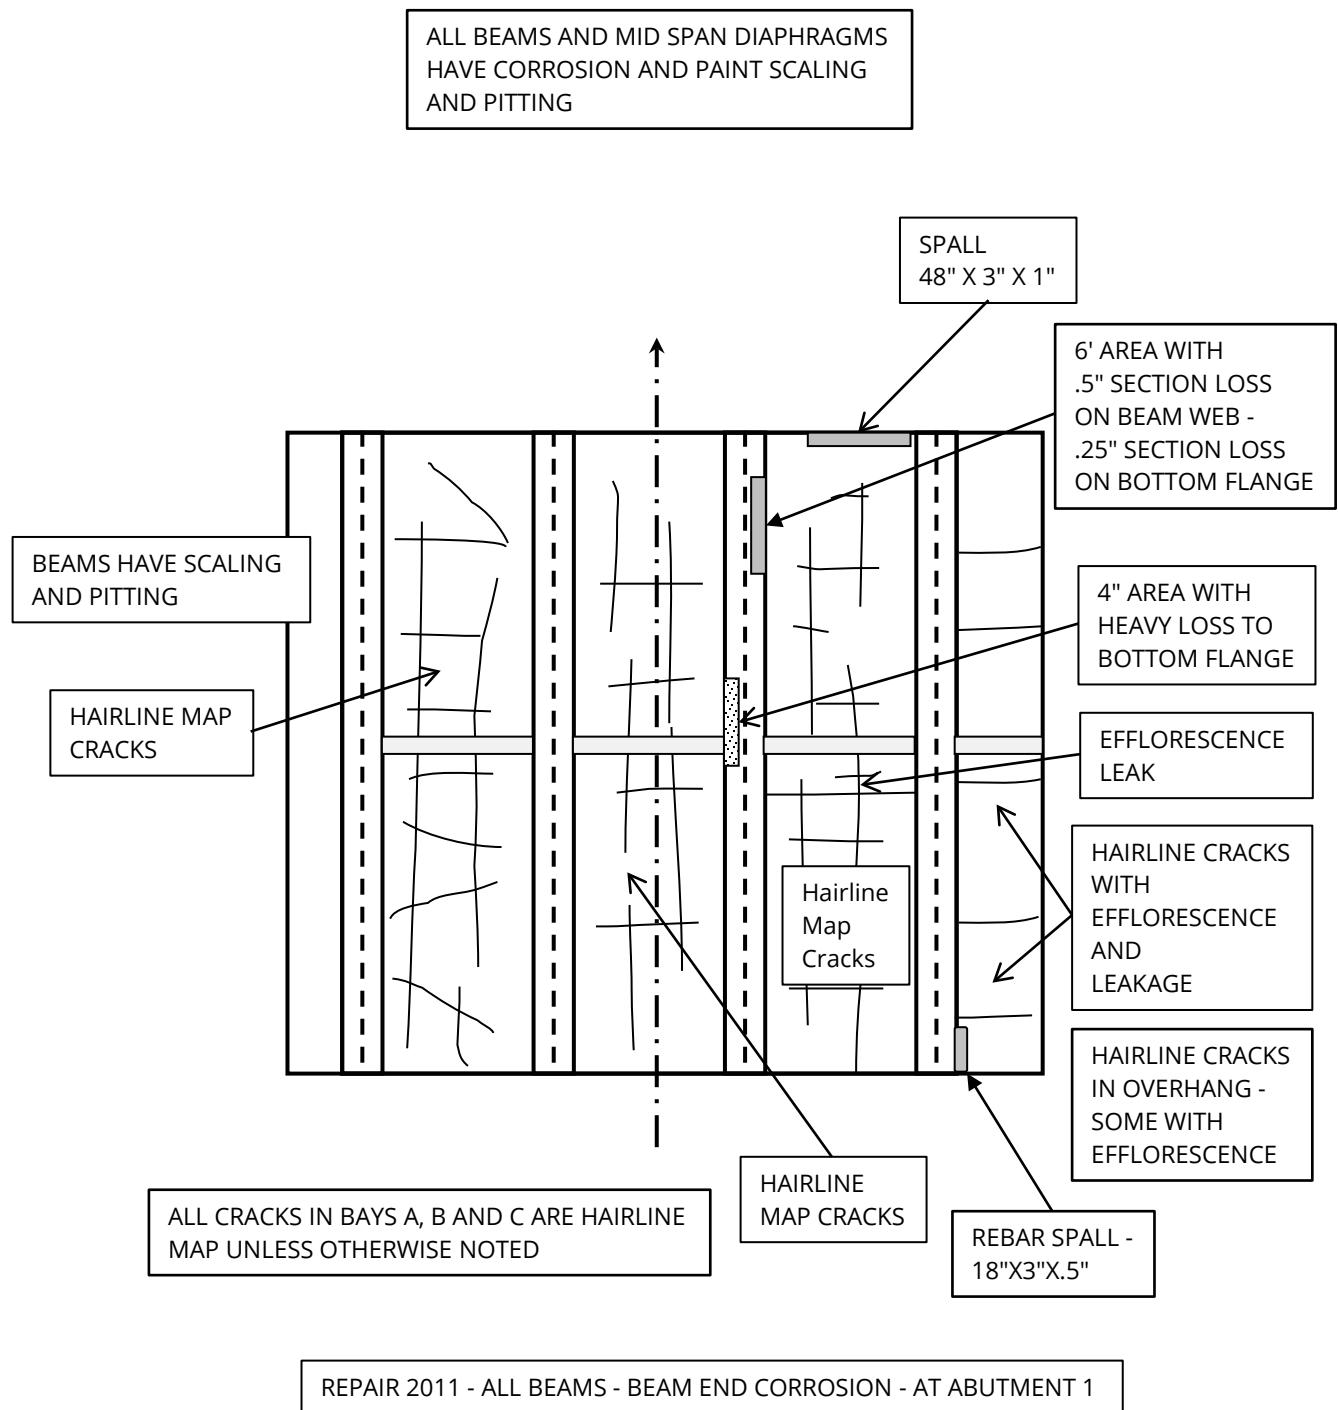 ALL BEAMS AND MID SPAN DIAPHRAGMS
HAVE CORROSION AND PAINT SCALING
AND PITTING
SPALL
48" X 3" X 1"
6' AREA WITH
.5" SECTION LOSS
ON BEAM WEB -
.25" SECTION LOSS
ON BOTTOM FLANGE
BEAMS HAVE SCALING
AND PITTING
4" AREA WITH
HEAVY LOSS TO
BOTTOM FLANGE
HAIRLINE MAP
CRACKS
EFFLORESCENCE
LEAK
HAIRLINE CRACKS
WITH
EFFLORESCENCE
AND
LEAKAGE
Hairline
Map
Cracks
HAIRLINE CRACKS
IN OVERHANG -
SOME WITH
EFFLORESCENCE
HAIRLINE
MAP CRACKS
ALL CRACKS IN BAYS A, B AND C ARE HAIRLINE
MAP UNLESS OTHERWISE NOTED
REBAR SPALL -
18"X3"X.5"
REPAIR 2011 - ALL BEAMS - BEAM END CORROSION - AT ABUTMENT 1